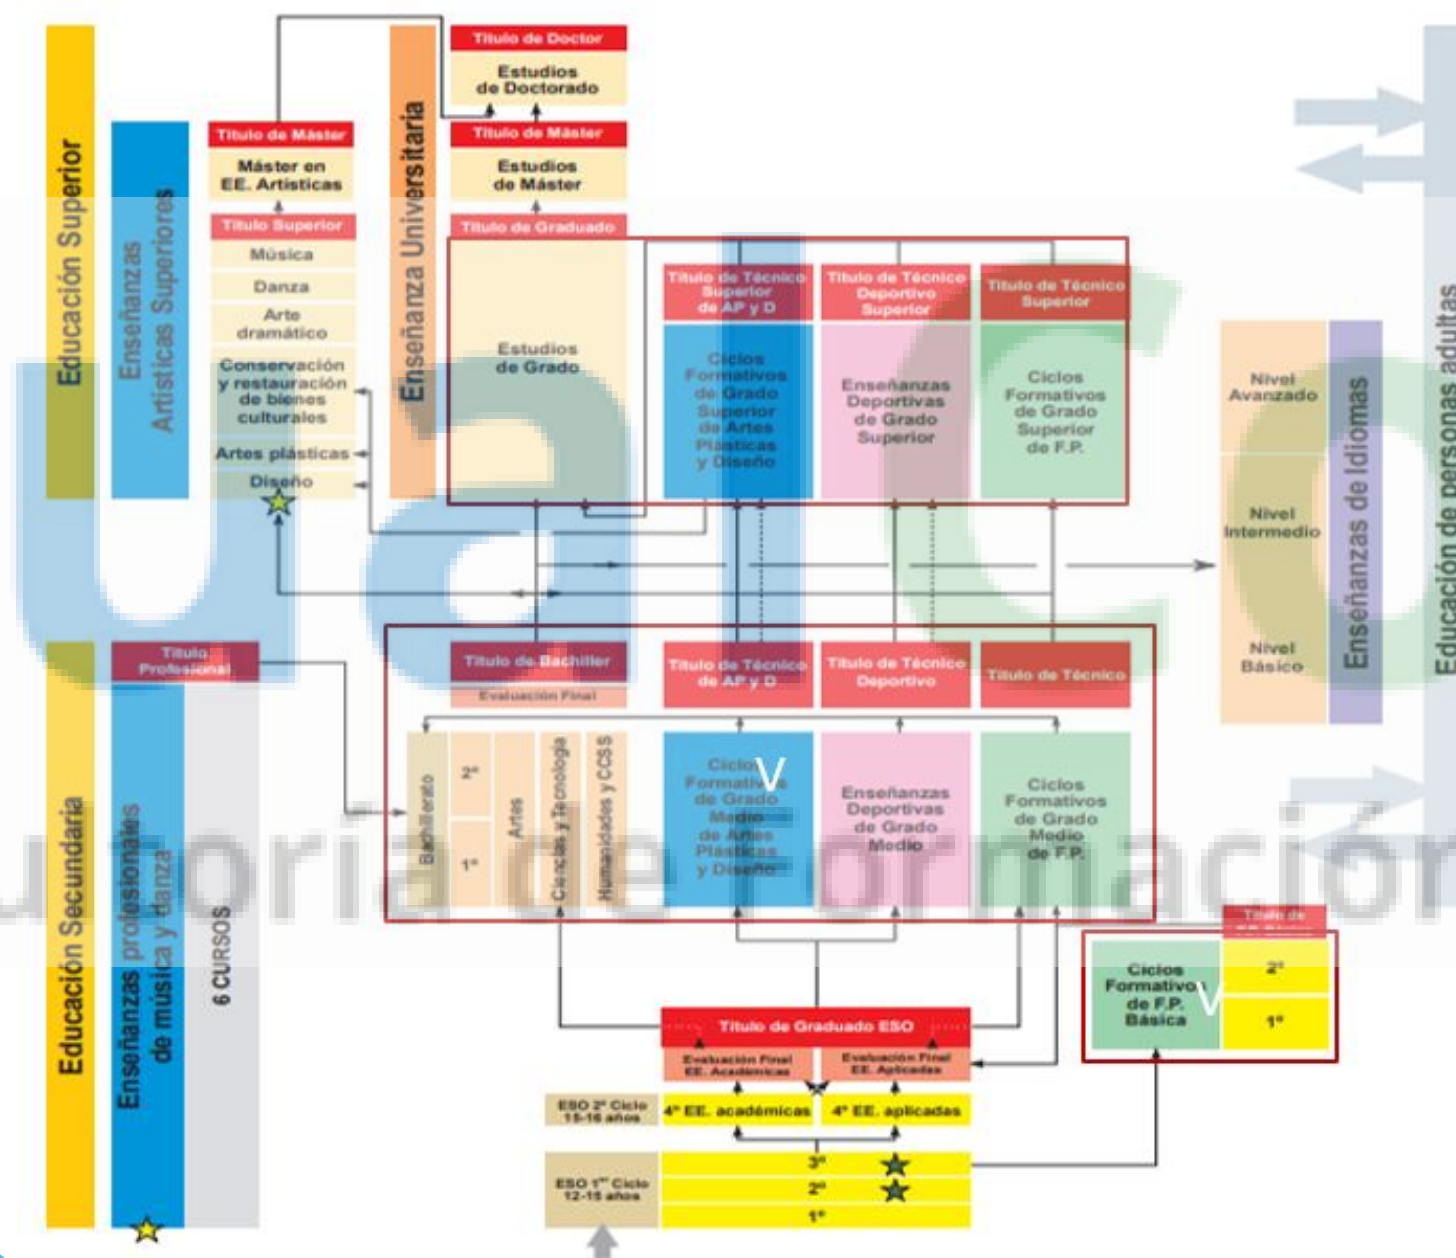 Educación Superior
Enseñanzas
Artísticas Superiores
Título de Máster
Máster en
EE. Artísticas
Título Superior
Música
Danza
Arte
dramático
Conservación
y restauración
de bienes
culturales
Artes plásticas
Diseño
Enseñanza Universitaria
Título de Doctor
Estudios
de Doctorado
Título de Máster
Estudios
de Máster
Título de Graduado
Estudios
de Grado
Título de Técnico
Superior
de AP y D
Ciclos
Formativos
de Grado
Superior
de Artes
Plásticas
y Diseño
Título de Técnico
Deportivo
Superior
Enseñanzas
Deportivas
de Grado
Superior
Título de Técnico
Superior
Ciclos
Formativos
de Grado
Superior
de F.P.
Nivel
Avanzado
Nivel
Intermedio
Nivel
Básico
Enseñanzas de Idiomas
Educación de personas adultas
Educación Secundaria
Título
Profesional
Enseñanzas profesionales
de música y danza
6 CURSOS
Título de Bachiller
Evaluación Final
Bachillerato
2º
1º
Artes
Ciencias y Tecnología
Humanidades y CCSS
Título de Técnico
de AP y D
Ciclos
Formativos
de Grado
Medio
de Artes
Plásticas
y Diseño
V
Título de Técnico
Deportivo
Enseñanzas
Deportivas
de Grado
Medio
Título de Técnico
Ciclos
Formativos
de Grado
Medio
de F.P.
Título de
Ciclos
Formativos
de F.P.
Básica
V
2º
1º
Título de Graduado ESO
Evaluación Final
EE. Académicas
Evaluación Final
EE. Aplicadas
ESO 2º Ciclo
15-16 años
4º EE. académicas
4º EE. aplicadas
ESO 1er Ciclo
12-15 años
3º
2º
1º
ual
de Formación